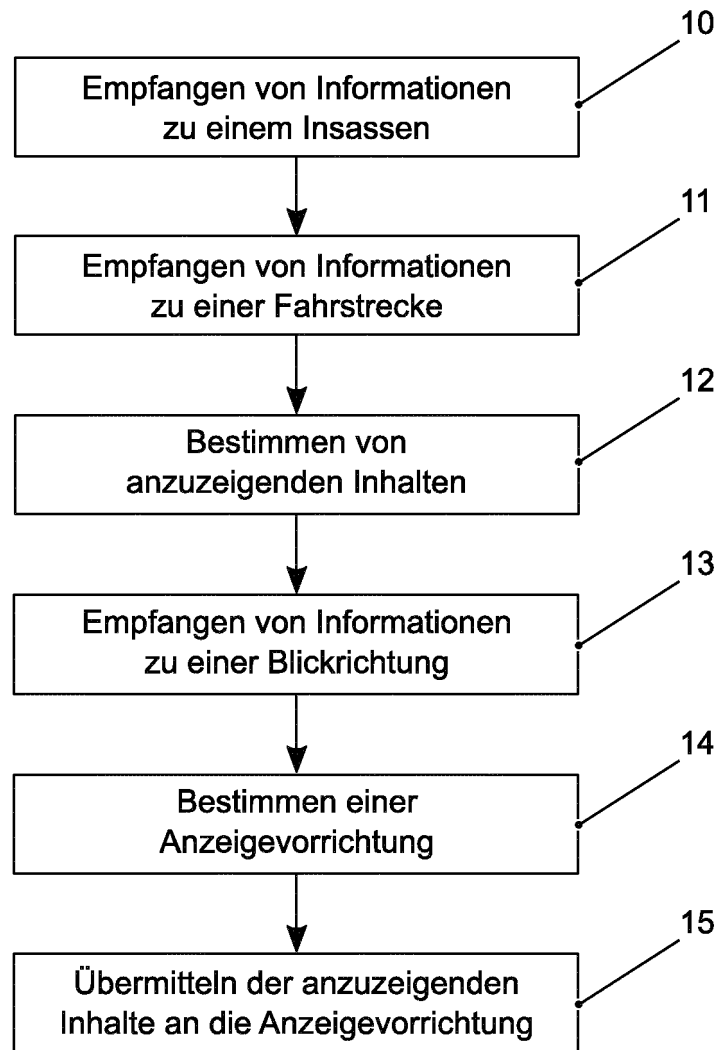 10
Empfangen von Informationen
zu einem Insassen
11
Empfangen von Informationen
zu einer Fahrstrecke
12
Bestimmen von
anzuzeigenden Inhalten
13
Empfangen von Informationen
zu einer Blickrichtung
14
Bestimmen einer
Anzeigevorrichtung
15
Übermitteln der anzuzeigenden
Inhalte an die Anzeigevorrichtung